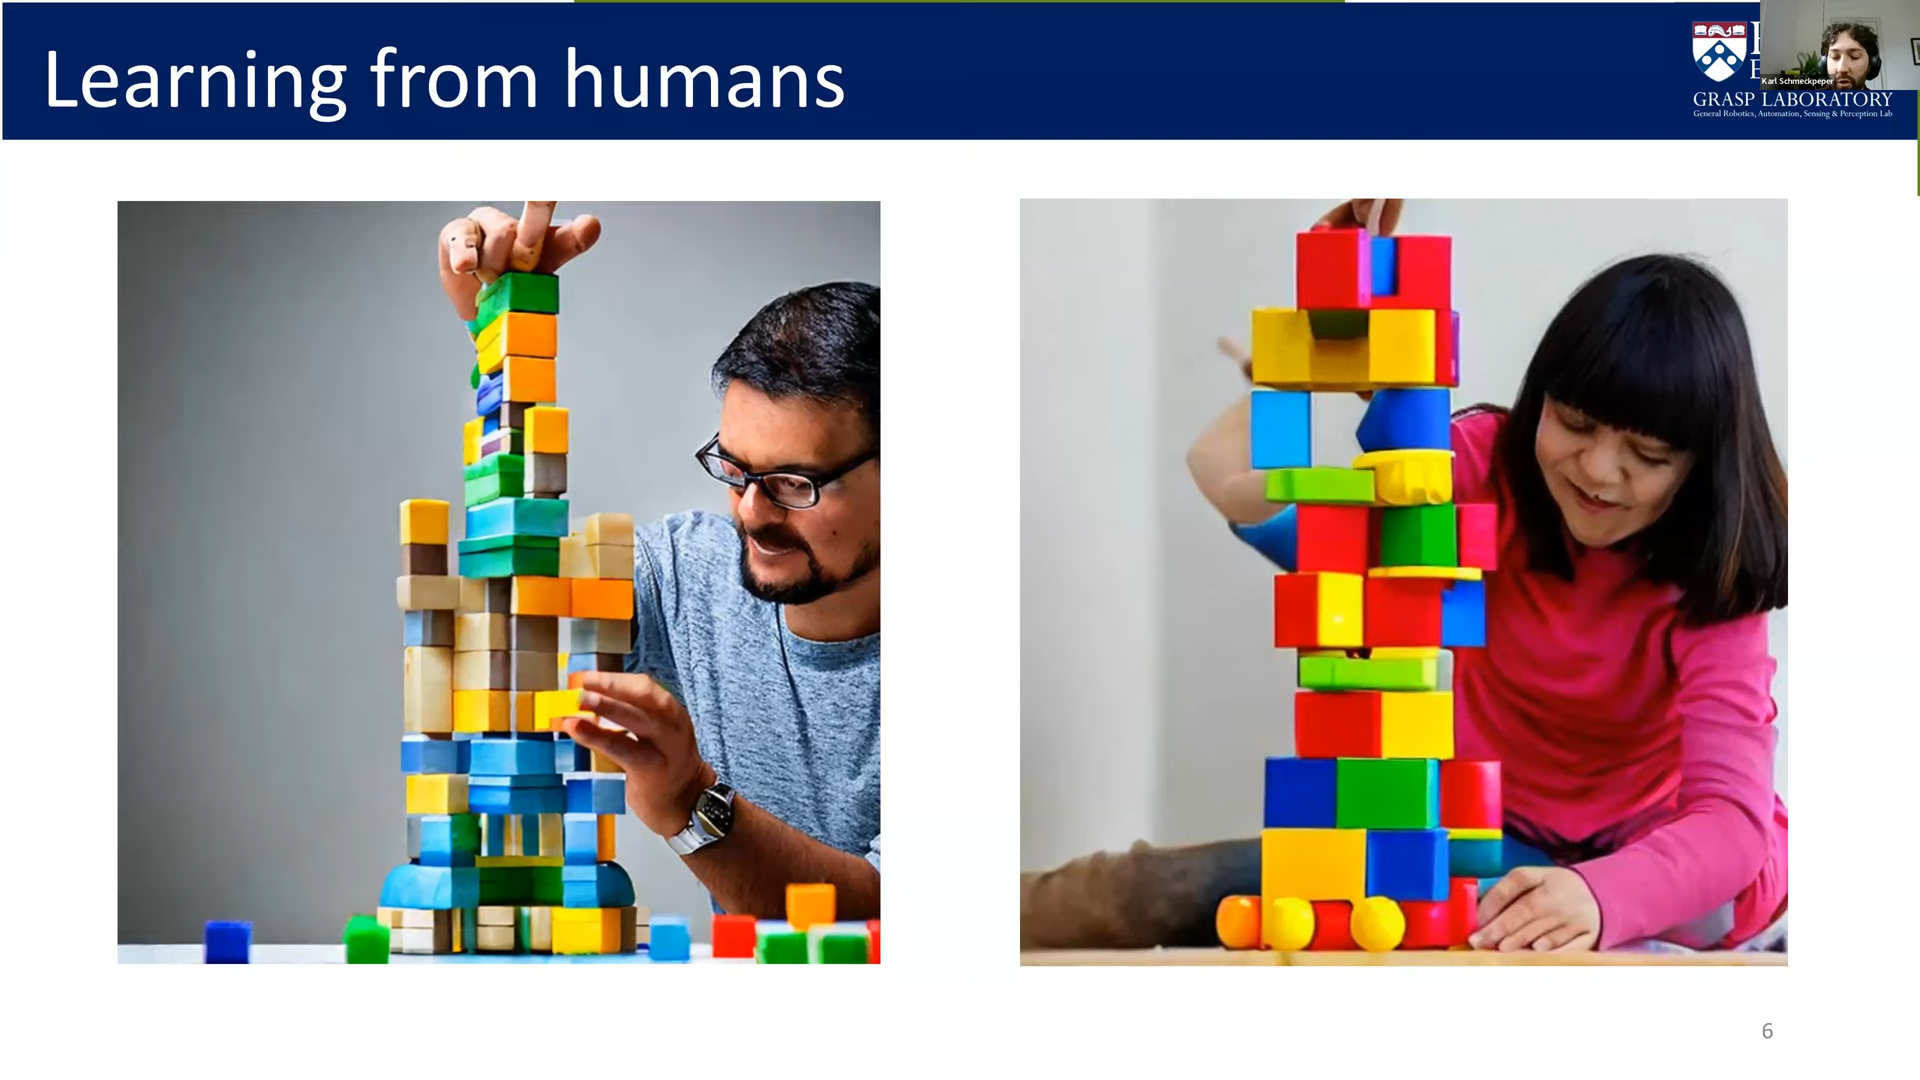 Learning from humans
Karl Schmeckpeper
GRASP LABORATORY
General Robotics, Automation, Sensing & Perception Lab
6